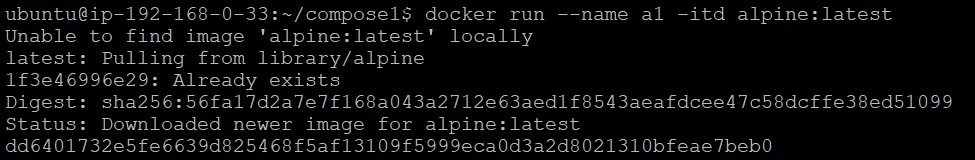 ubuntu@ip-192-168-0-33:~/compose1$ docker run --name a1 -itd alpine:latest
Unable to find image 'alpine:latest' locally
latest: Pulling from library/alpine
1f3e46996e29: Already exists
Digest: sha256:56fa17d2a7e7f168a043a2712e63aed1f8543aeafdcee47c58dcffe38ed51099
Status: Downloaded newer image for alpine:latest
dd6401732e5fe6639d825468f5af13109f5999eca0d3a2d8021310bfeae7beb0